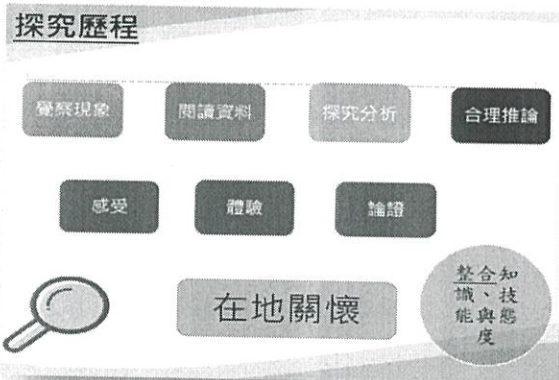 探究歷程
覺察現象
閱讀資料
探究分析
合理推論
感受
體驗
論證
在地關懷
整合知
識、技
能與態
度